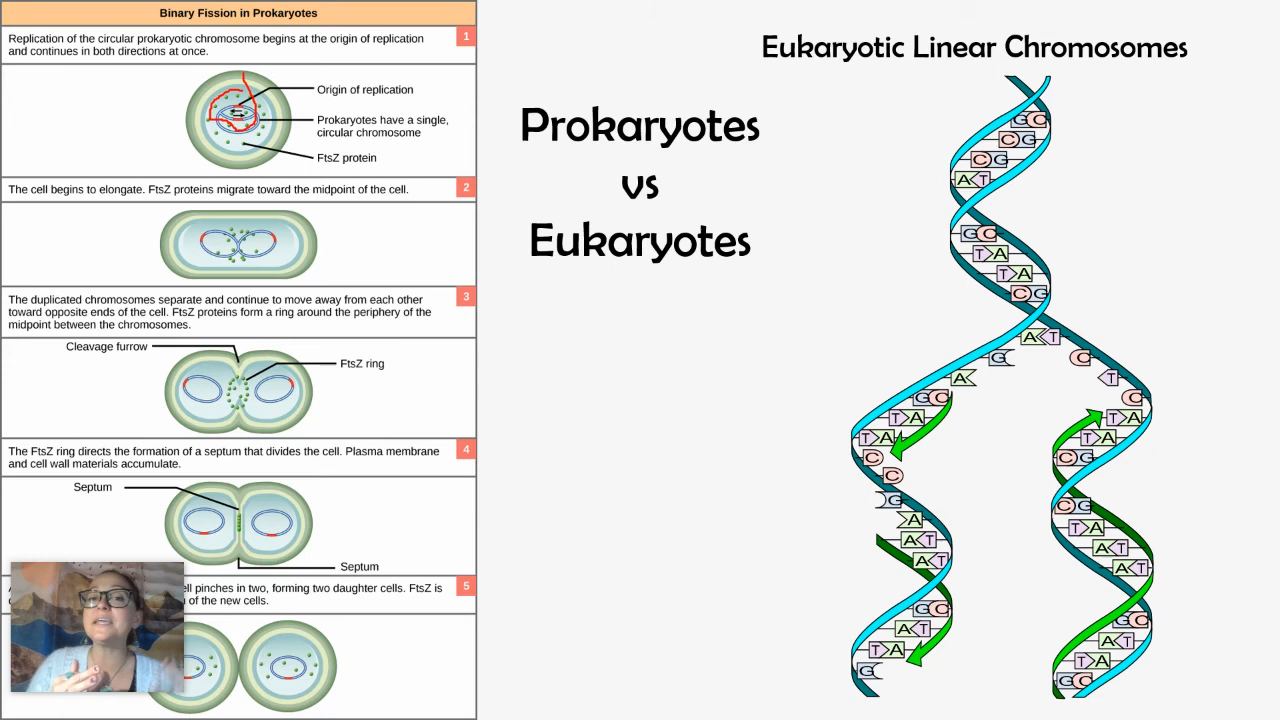 Binary Fission in Prokaryotes
Replication of the circular prokaryotic chromosome begins at the origin of replication
and continues in both directions at once.
1
Origin of replication
Prokaryotes have a single,
circular chromosome
FtsZ protein
The cell begins to elongate. FtsZ proteins migrate toward the midpoint of the cell.
2
The duplicated chromosomes separate and continue to move away from each other
toward opposite ends of the cell. FtsZ proteins form a ring around the periphery of the
midpoint between the chromosomes.
3
Cleavage furrow
FtsZ ring
The FtsZ ring directs the formation of a septum that divides the cell. Plasma membrane
and cell wall materials accumulate.
4
Septum
Septum
pinches in two, forming two daughter cells. FtsZ is
of the new cells.
5
Prokaryotes
vs
Eukaryotes
Eukaryotic Linear Chromosomes
G C
C G
C G
A T
G C
T A
T A
C G
A T
G C
A T
G C C
T A T A
T A T A
C C G
C
G C G
A T A
A T A T
A T A T
G C G C
A T A T
T A T A
G G C